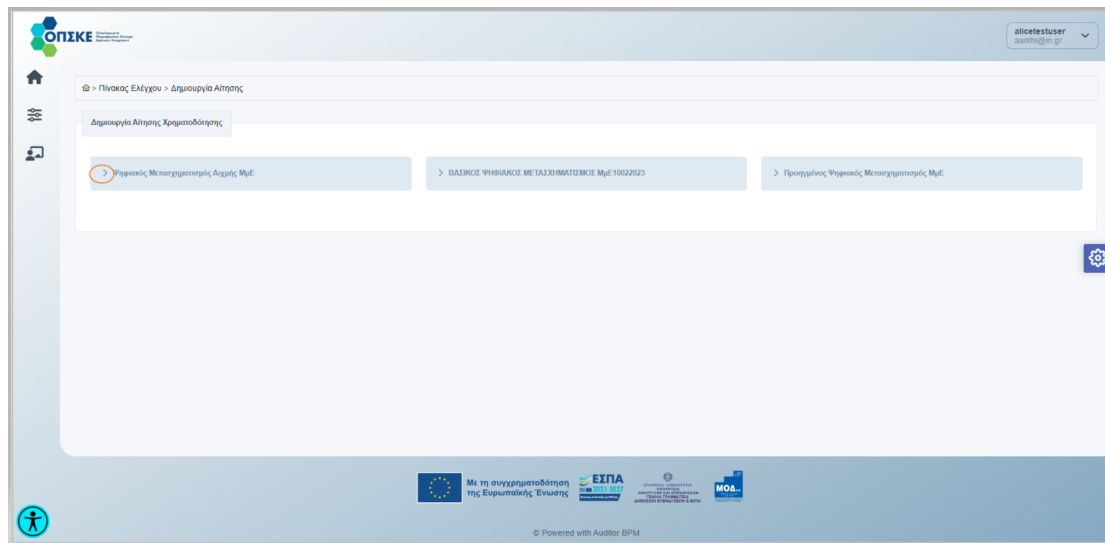 ΟΠΣΚΕ
alicetestuser
aanthi@in.gr
> Πίνακας Ελέγχου > Δημιουργία Αίτησης
Δημιουργία Αίτησης Χρηματοδότησης
> Ψηφιακός Μετασχηματισμός Αιχμής ΜμΕ
> ΒΑΣΙΚΟΣ ΨΗΦΙΑΚΟΣ ΜΕΤΑΣΧΗΜΑΤΙΣΜΟΣ ΜμΕ10022023
> Προηγμένος Ψηφιακός Μετασχηματισμός ΜμΕ
Με τη συγχρηματοδότηση
της Ευρωπαϊκής Ένωσης
ΕΣΠΑ
2021-2027
ΜΟΔ
© Powered with Auditor BPM